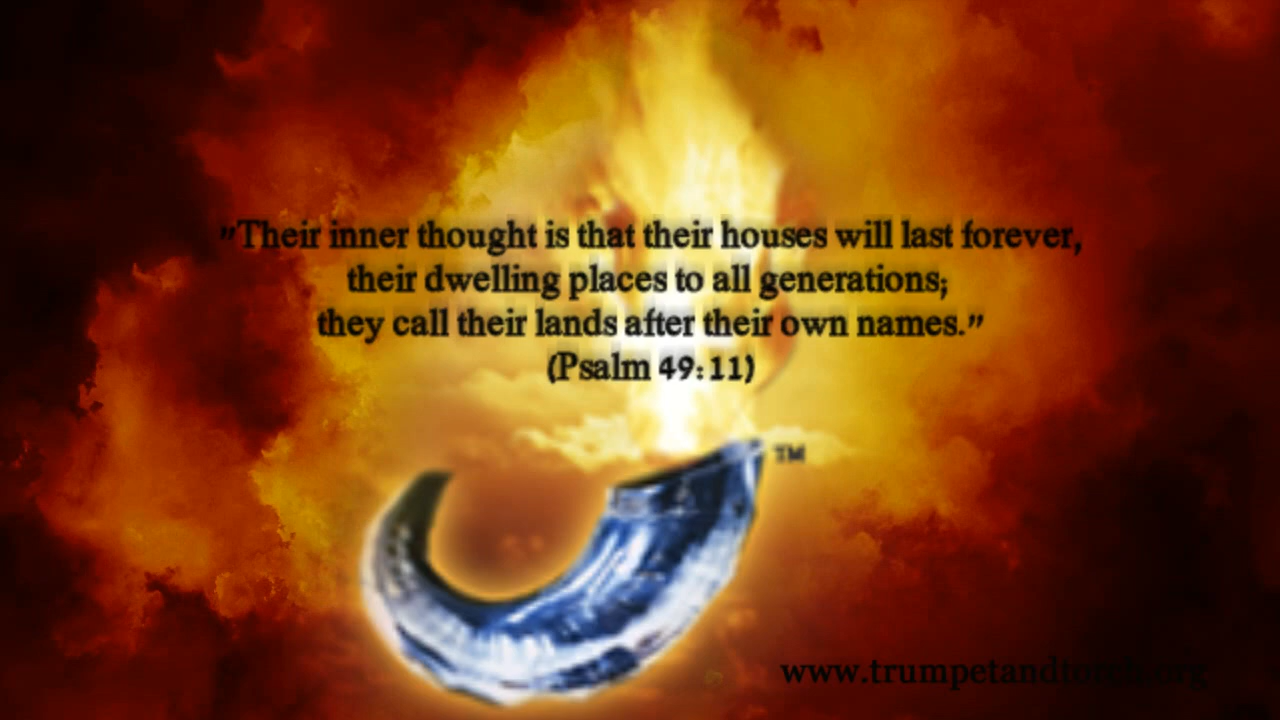 "Their inner thought is that their houses will last forever,
their dwelling places to all generations;
they call their lands after their own names."
(Psalm 49:11)
TM
www.trumpetandtorch.org